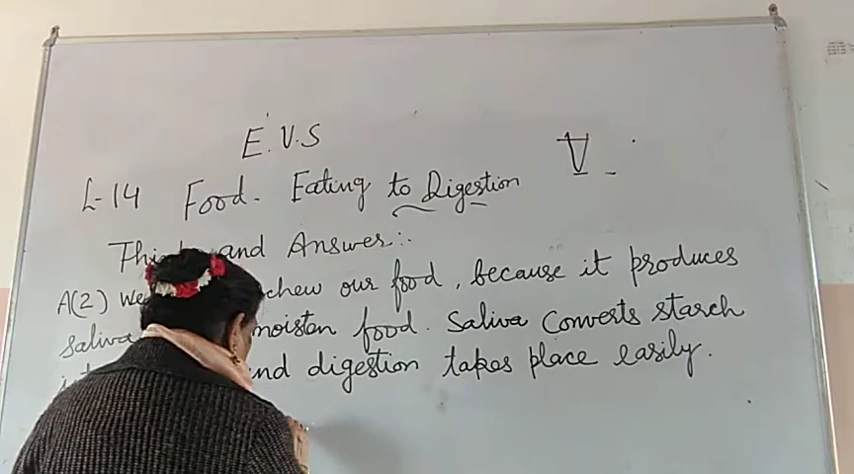 E.V.S
V
L-14 Food. Eating to Digestion
and Answer:.
A(2) We chew our food, because it produces
saliva moisten food. Saliva Converts starch
and digestion takes place easily.